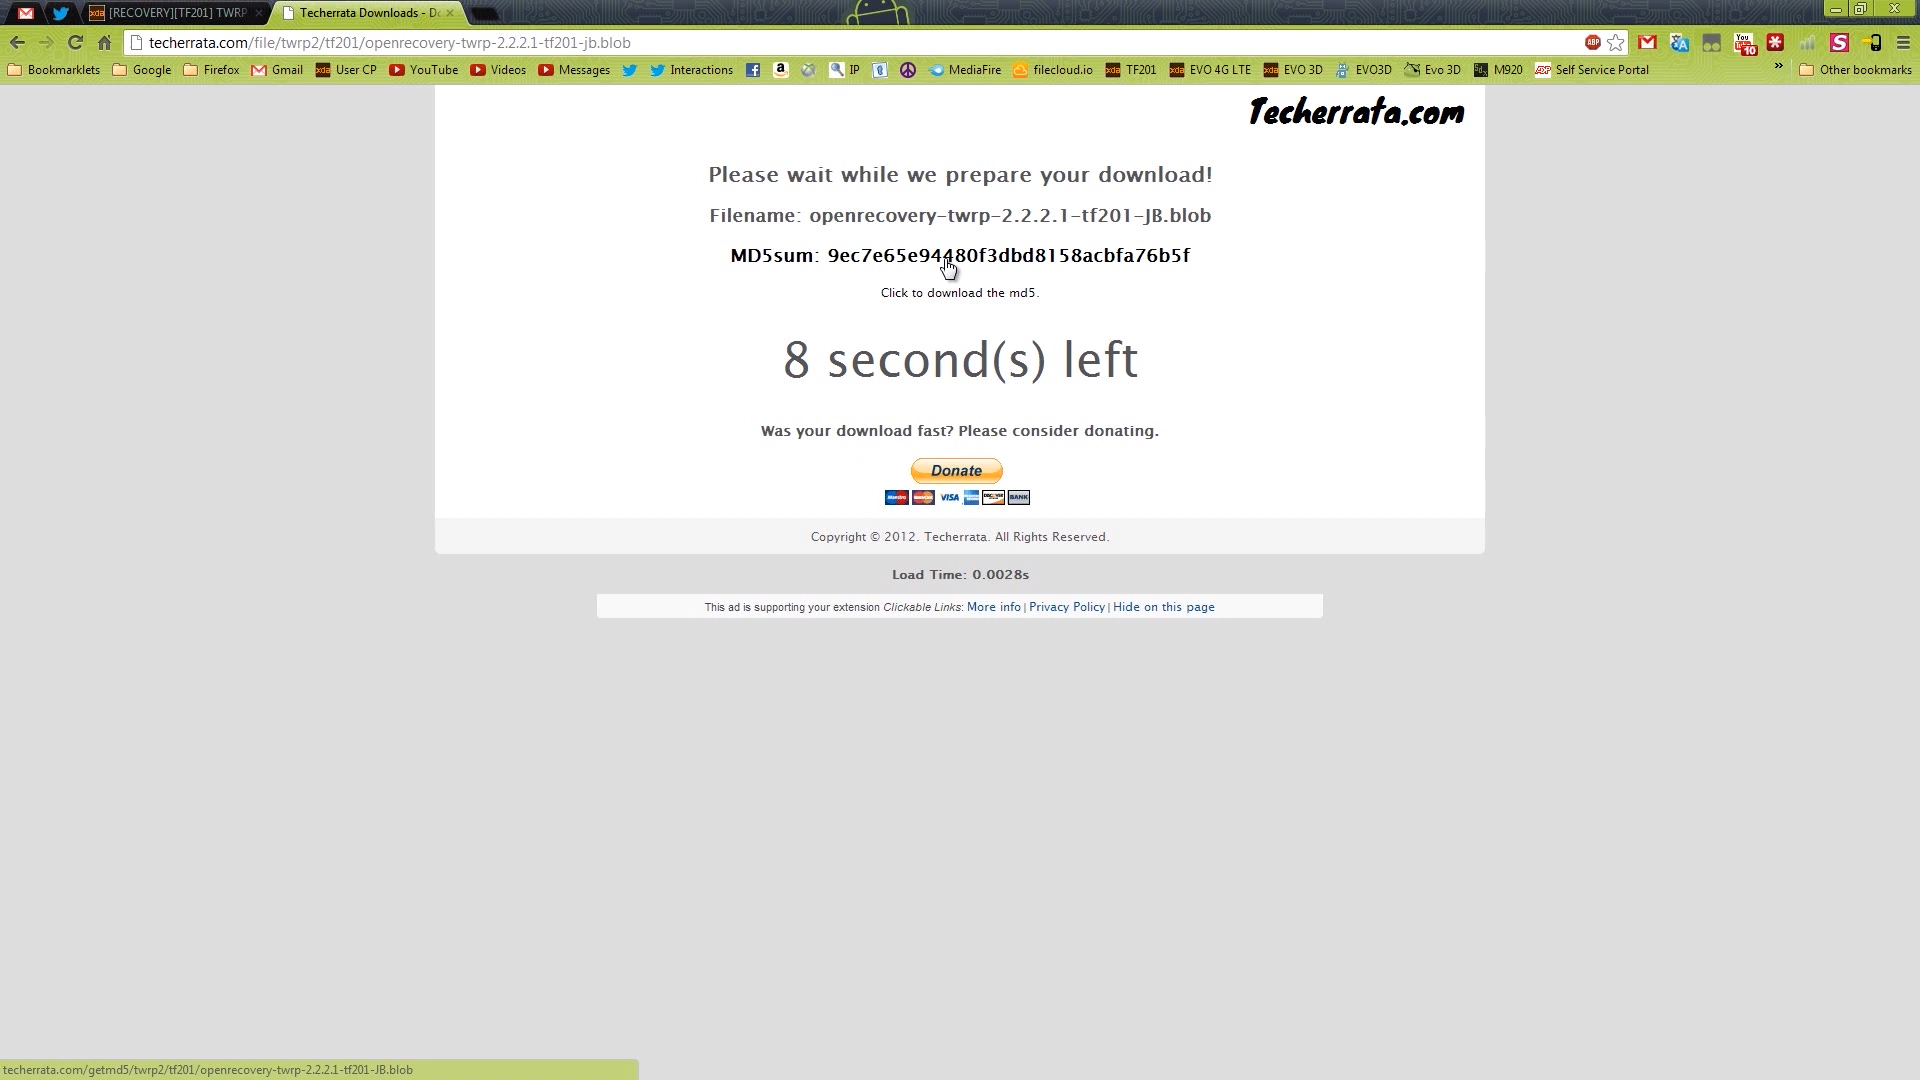 [RECOVERY][TF201] TWRP
Techerrata Downloads - Do
techerrata.com/file/twrp2/tf201/openrecovery-twrp-2.2.2.1-tf201-jb.blob
ABP
You
10
S
Bookmarklets Google Firefox Gmail User CP YouTube Videos Messages Interactions IP MediaFire filecloud.io TF201 EVO 4G LTE EVO 3D EVO3D Evo 3D M920 Self Service Portal » Other bookmarks
Techerrata.com
Please wait while we prepare your download!
Filename: openrecovery-twrp-2.2.2.1-tf201-JB.blob
MD5sum: 9ec7e65e94480f3dbd8158acbfa76b5f
Click to download the md5.
8 second(s) left
Was your download fast? Please consider donating.
Donate
VISA
BANK
Copyright © 2012. Techerrata. All Rights Reserved.
Load Time: 0.0028s
This ad is supporting your extension Clickable Links: More info | Privacy Policy | Hide on this page
techerrata.com/getmd5/twrp2/tf201/openrecovery-twrp-2.2.2.1-tf201-JB.blob